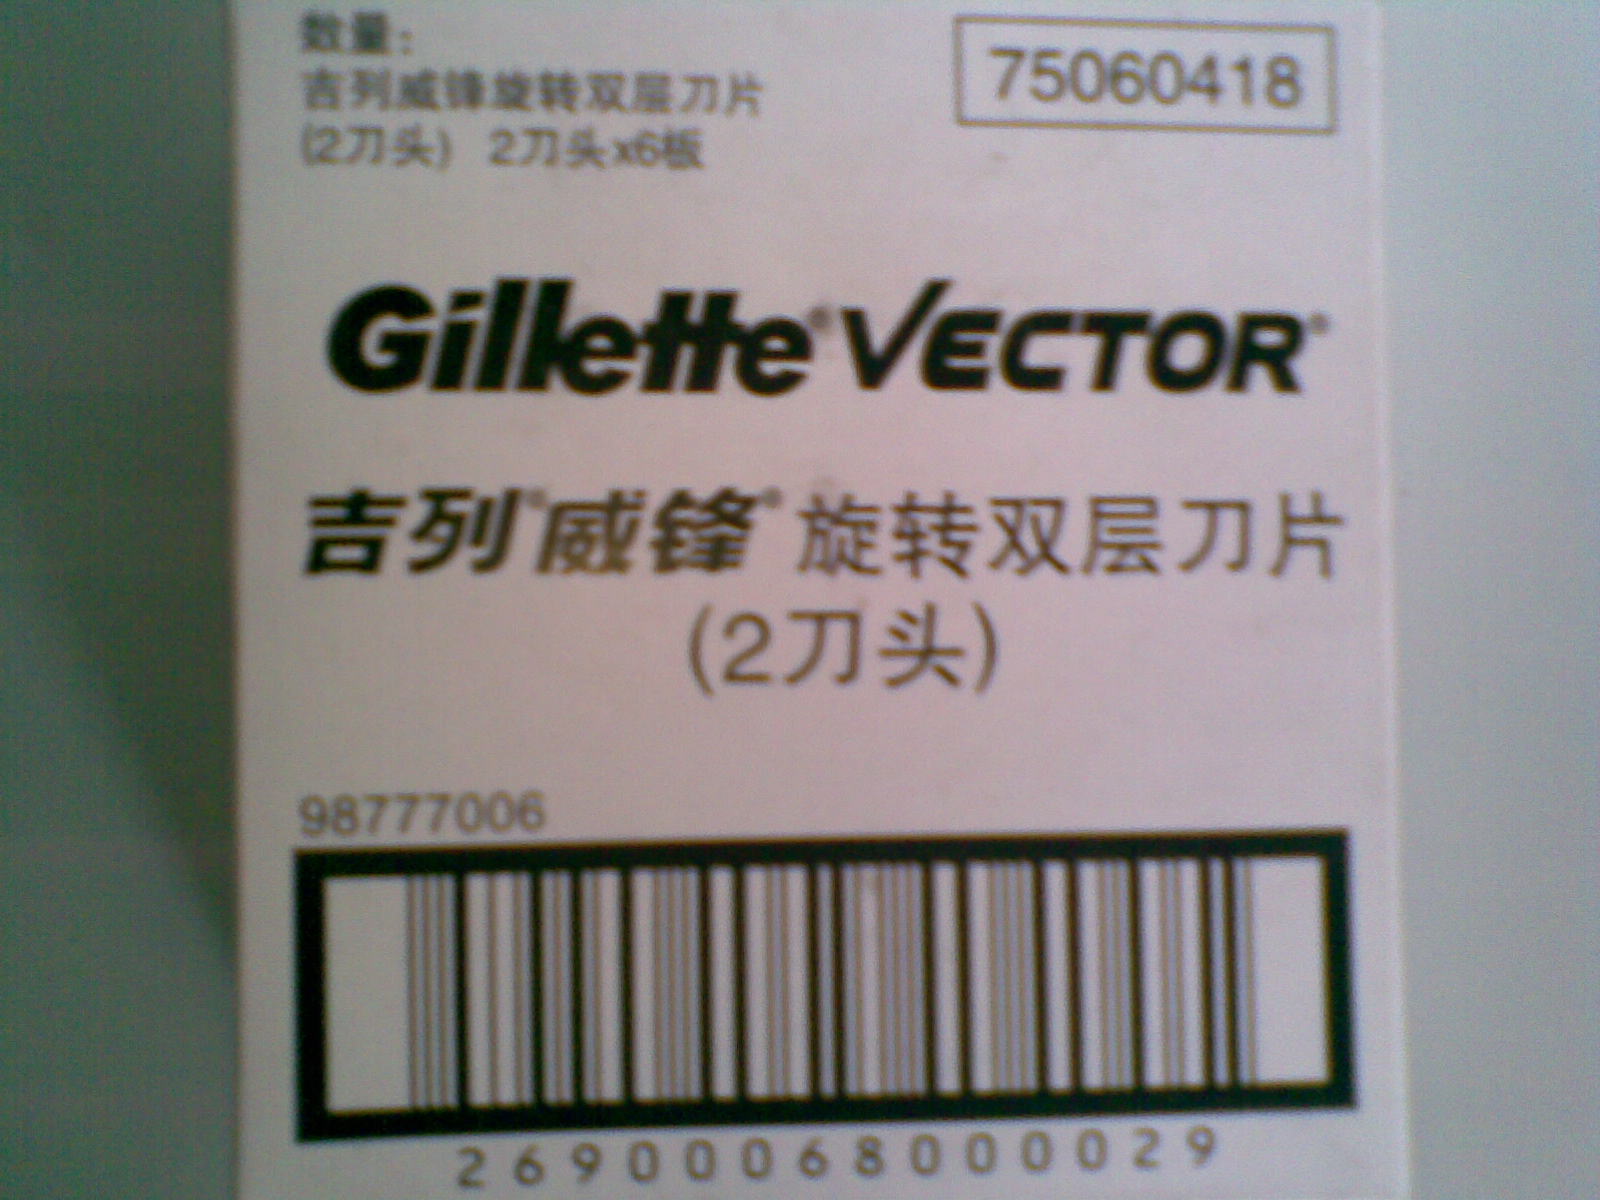 数量:
吉列威锋旋转双层刀片
(2刀头) 2刀头x6板
75060418
Gillette® VECTOR®
吉列®威锋®旋转双层刀片
(2刀头)
98777006
26900068000029